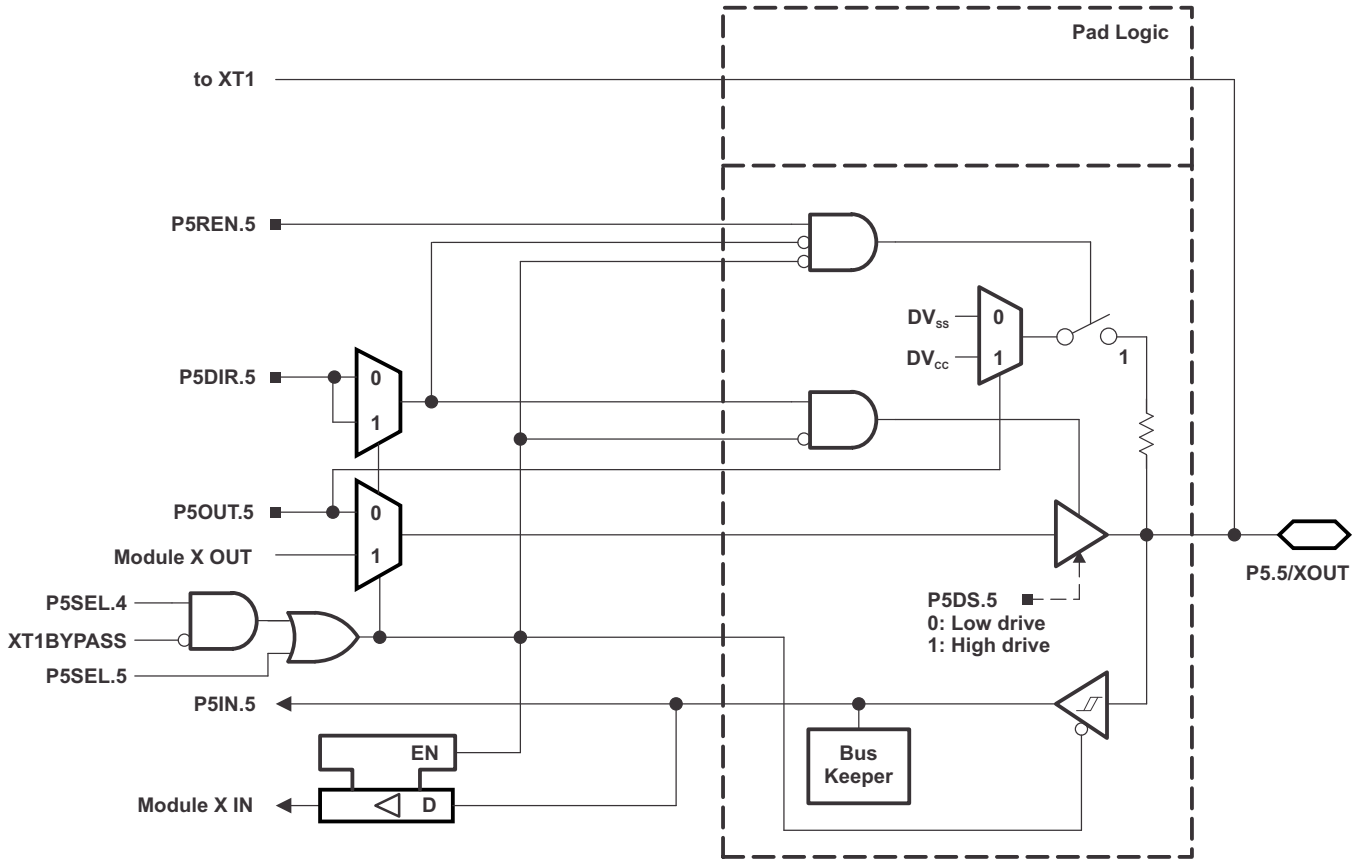 Pad Logic
to XT1
P5REN.5
DVss
0
DVcc
1
1
P5DIR.5
0
1
P5OUT.5
0
Module X OUT
1
P5.5/XOUT
P5SEL.4
XT1BYPASS
P5SEL.5
P5DS.5
0: Low drive
1: High drive
P5IN.5
EN
Bus
Keeper
Module X IN
D